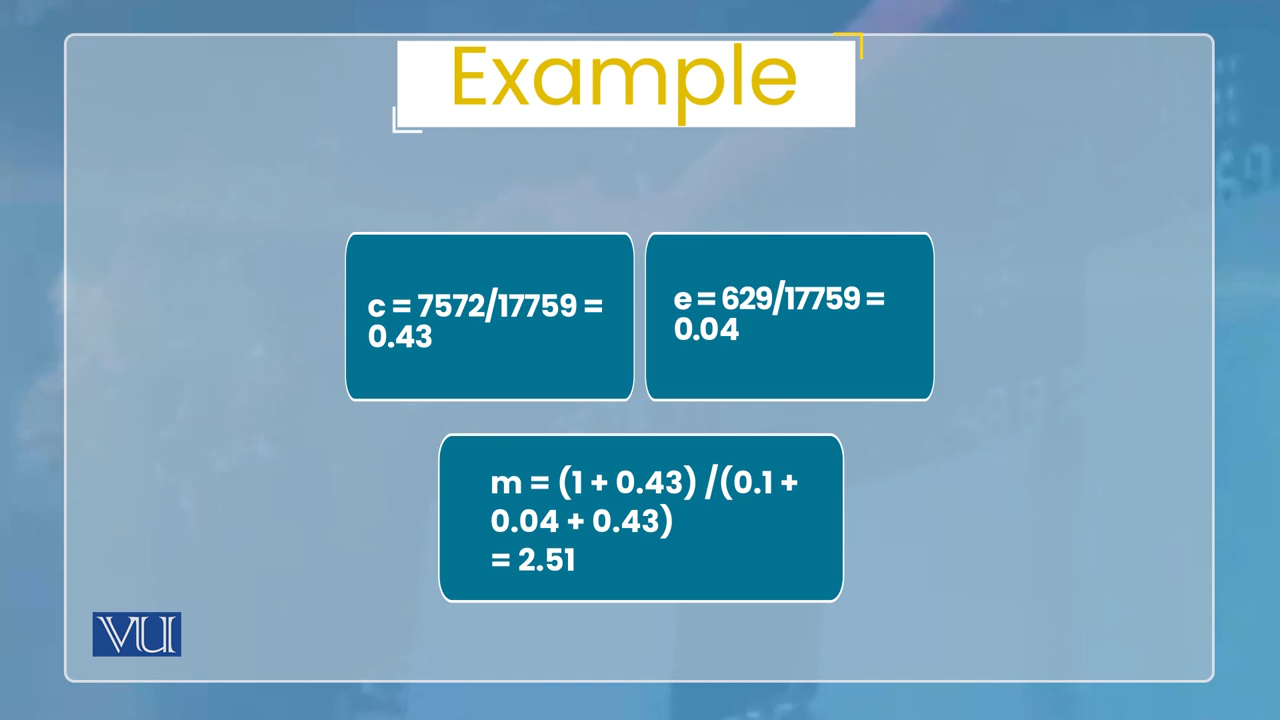 Example
c = 7572/17759 =
0.43
e = 629/17759 =
0.04
m = (1 + 0.43) /(0.1 +
0.04 + 0.43)
= 2.51
VU